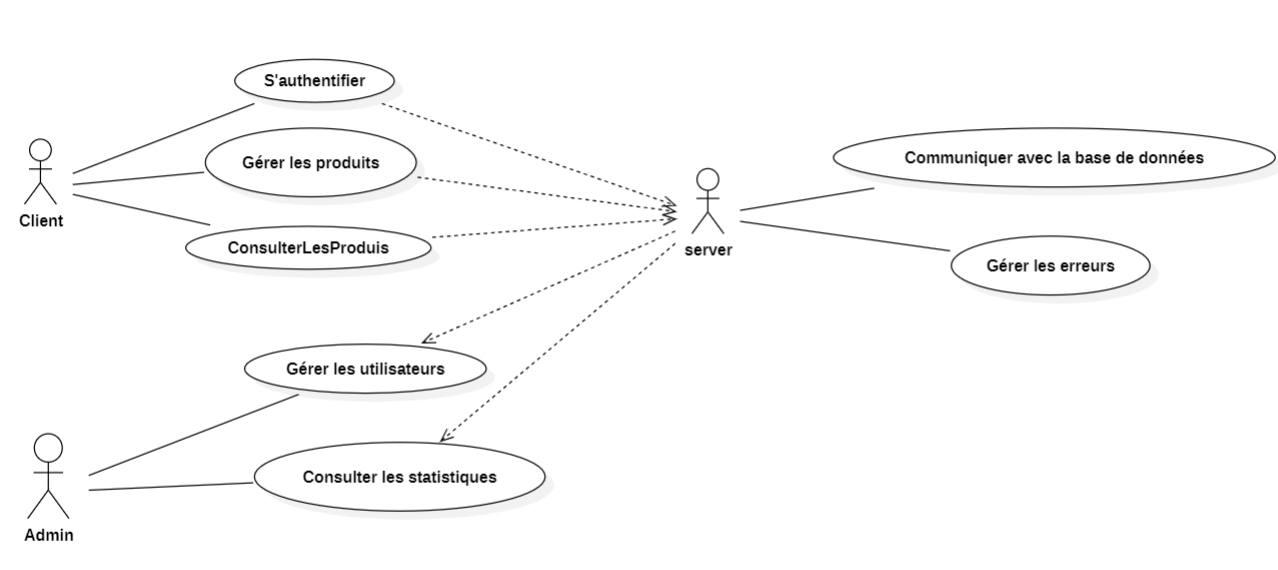 S'authentifier
Gérer les produits
Communiquer avec la base de données
Client
ConsulterLesProduis
server
Gérer les erreurs
Gérer les utilisateurs
Consulter les statistiques
Admin